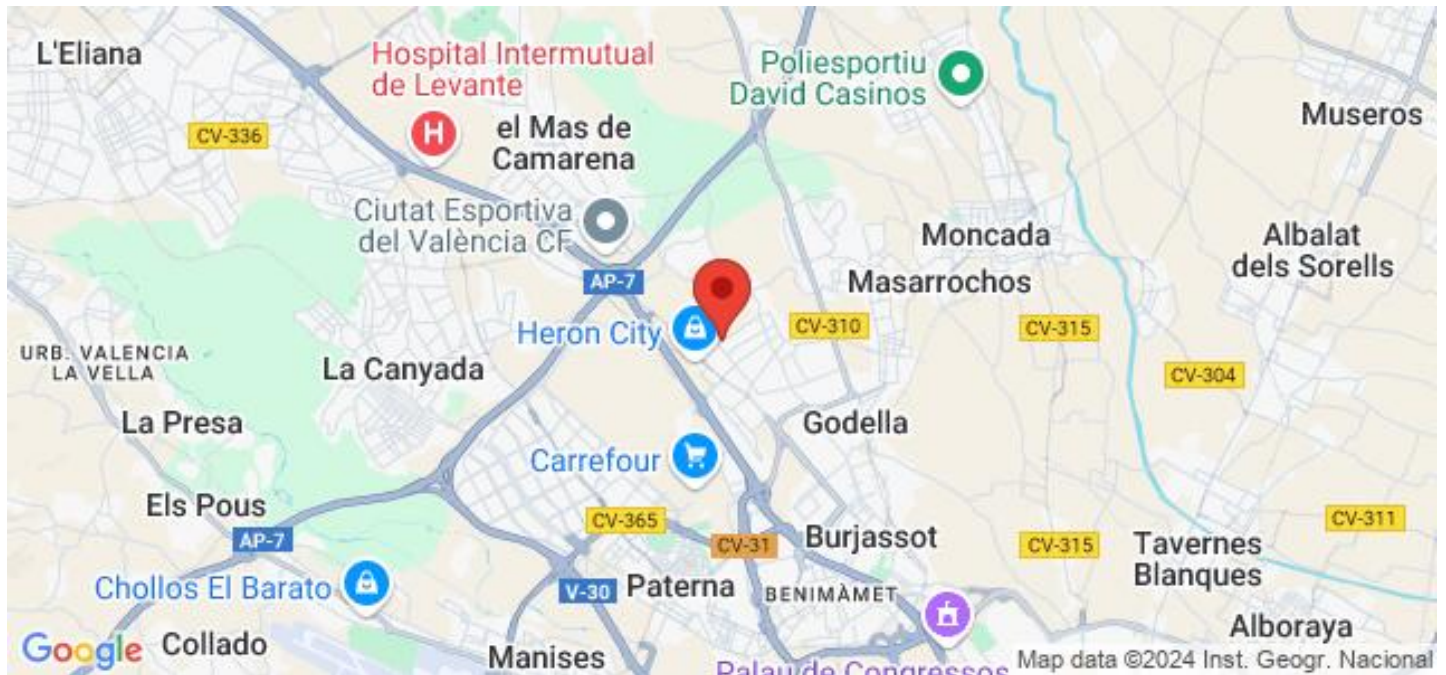 L'Eliana
Hospital Intermutual
de Levante
H
CV-336
el Mas de
Camarena
Poliesportiu
David Casinos
Museros
Ciutat Esportiva
del València CF
AP-7
Moncada
Masarrochos
Albalat
dels Sorells
Heron City
CV-310
CV-315
CV-304
URB. VALENCIA
LA VELLA
La Canyada
La Presa
Godella
Carrefour
Els Pous
AP-7
CV-365
CV-31
Burjassot
CV-315
CV-311
Tavernes
Blanques
Chollos El Barato
V-30
Paterna
BENIMÀMET
Alboraya
Google
Collado
Manises
Palau de Congressos
Map data ©2024 Inst. Geogr. Nacional